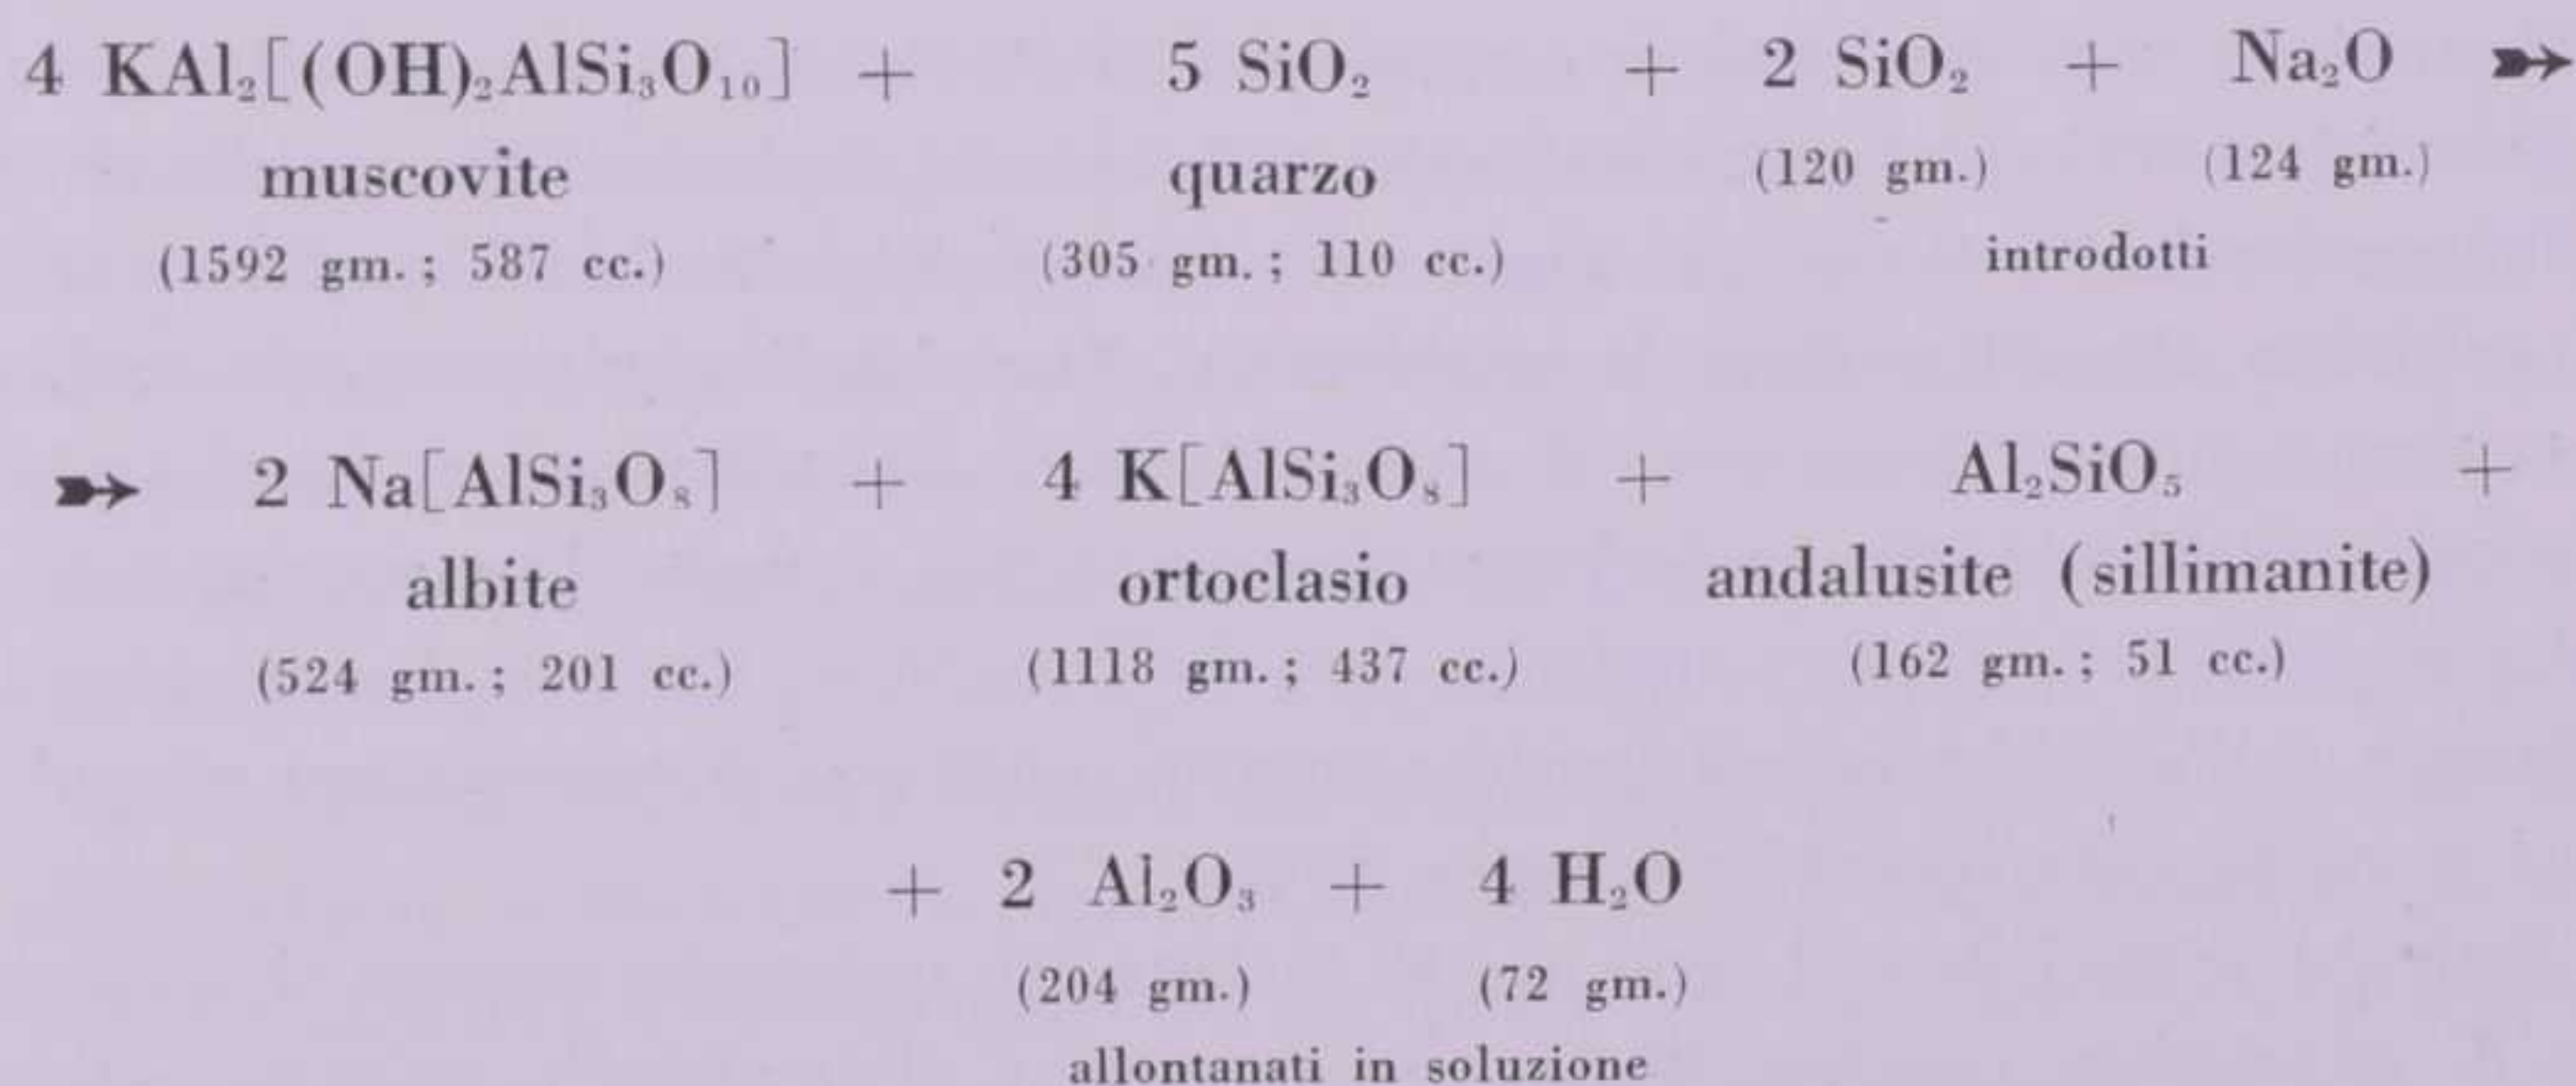 4 KAl₂[(OH)₂AlSi₃O₁₀] + 5 SiO₂ + 2 SiO₂ + Na₂O ➳
muscovite quarzo (120 gm.) (124 gm.)
(1592 gm. ; 587 cc.) (305 gm. ; 110 cc.) introdotti
➳ 2 Na[AlSi₃O₈] + 4 K[AlSi₃O₈] + Al₂SiO₅ +
albite ortoclasio andalusite (sillimanite)
(524 gm. ; 201 cc.) (1118 gm. ; 437 cc.) (162 gm. ; 51 cc.)
+ 2 Al₂O₃ + 4 H₂O
(204 gm.) (72 gm.)
allontanati in soluzione